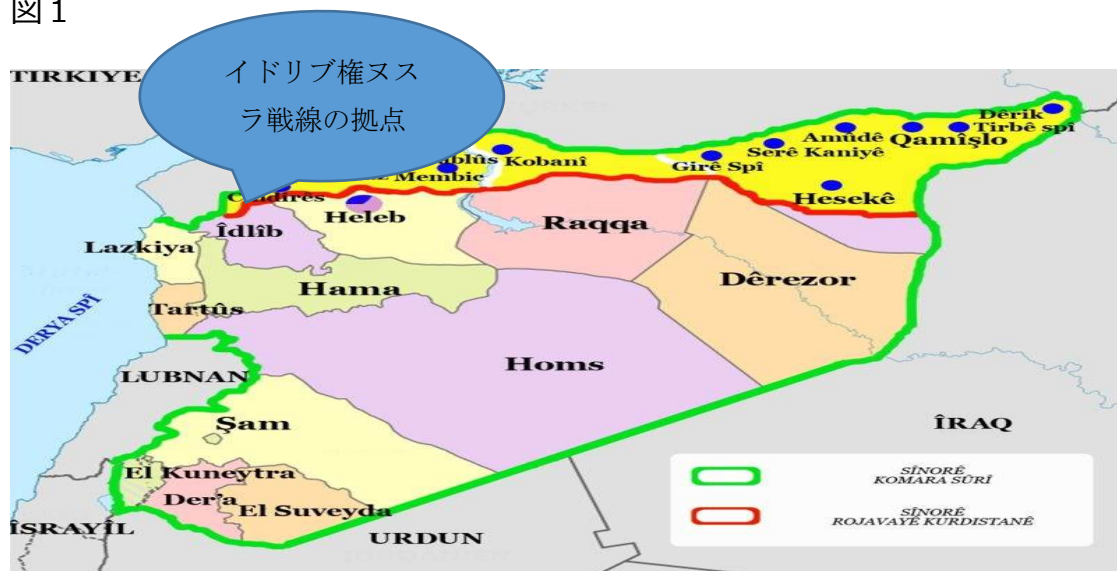 図1
イドリブ権ヌス
ラ戦線の拠点
TIRKIYE
Dêrik
Tirbê spî
Amûdê
Qamişlo
Serê Kaniyê
Kobanî
Girê Spî
Membic
Hesekê
Heleb
Raqqa
Îdlîb
Lazkiya
Dêrezor
Hama
Tartûs
DERYA SPÎ
Homs
LUBNAN
Şam
ÎRAQ
El Kuneytra
Der'a
El Suveyda
ÎSRAYÎL
URDUN
SÎNORÊ
KOMARA SÛRÎ
SÎNORÊ
ROJAVAYÊ KURDISTANÊ